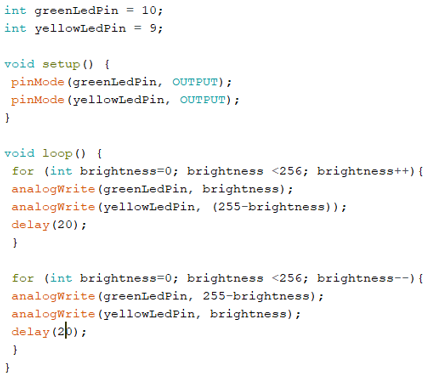 int greenLedPin = 10;
int yellowLedPin = 9;

void setup() {
 pinMode(greenLedPin, OUTPUT);
 pinMode(yellowLedPin, OUTPUT);
}

void loop() {
 for (int brightness=0; brightness <256; brightness++){
 analogWrite(greenLedPin, brightness);
 analogWrite(yellowLedPin, (255-brightness));
 delay(20);
 }

 for (int brightness=0; brightness <256; brightness--){
 analogWrite(greenLedPin, 255-brightness);
 analogWrite(yellowLedPin, brightness);
 delay(20);
 }
}